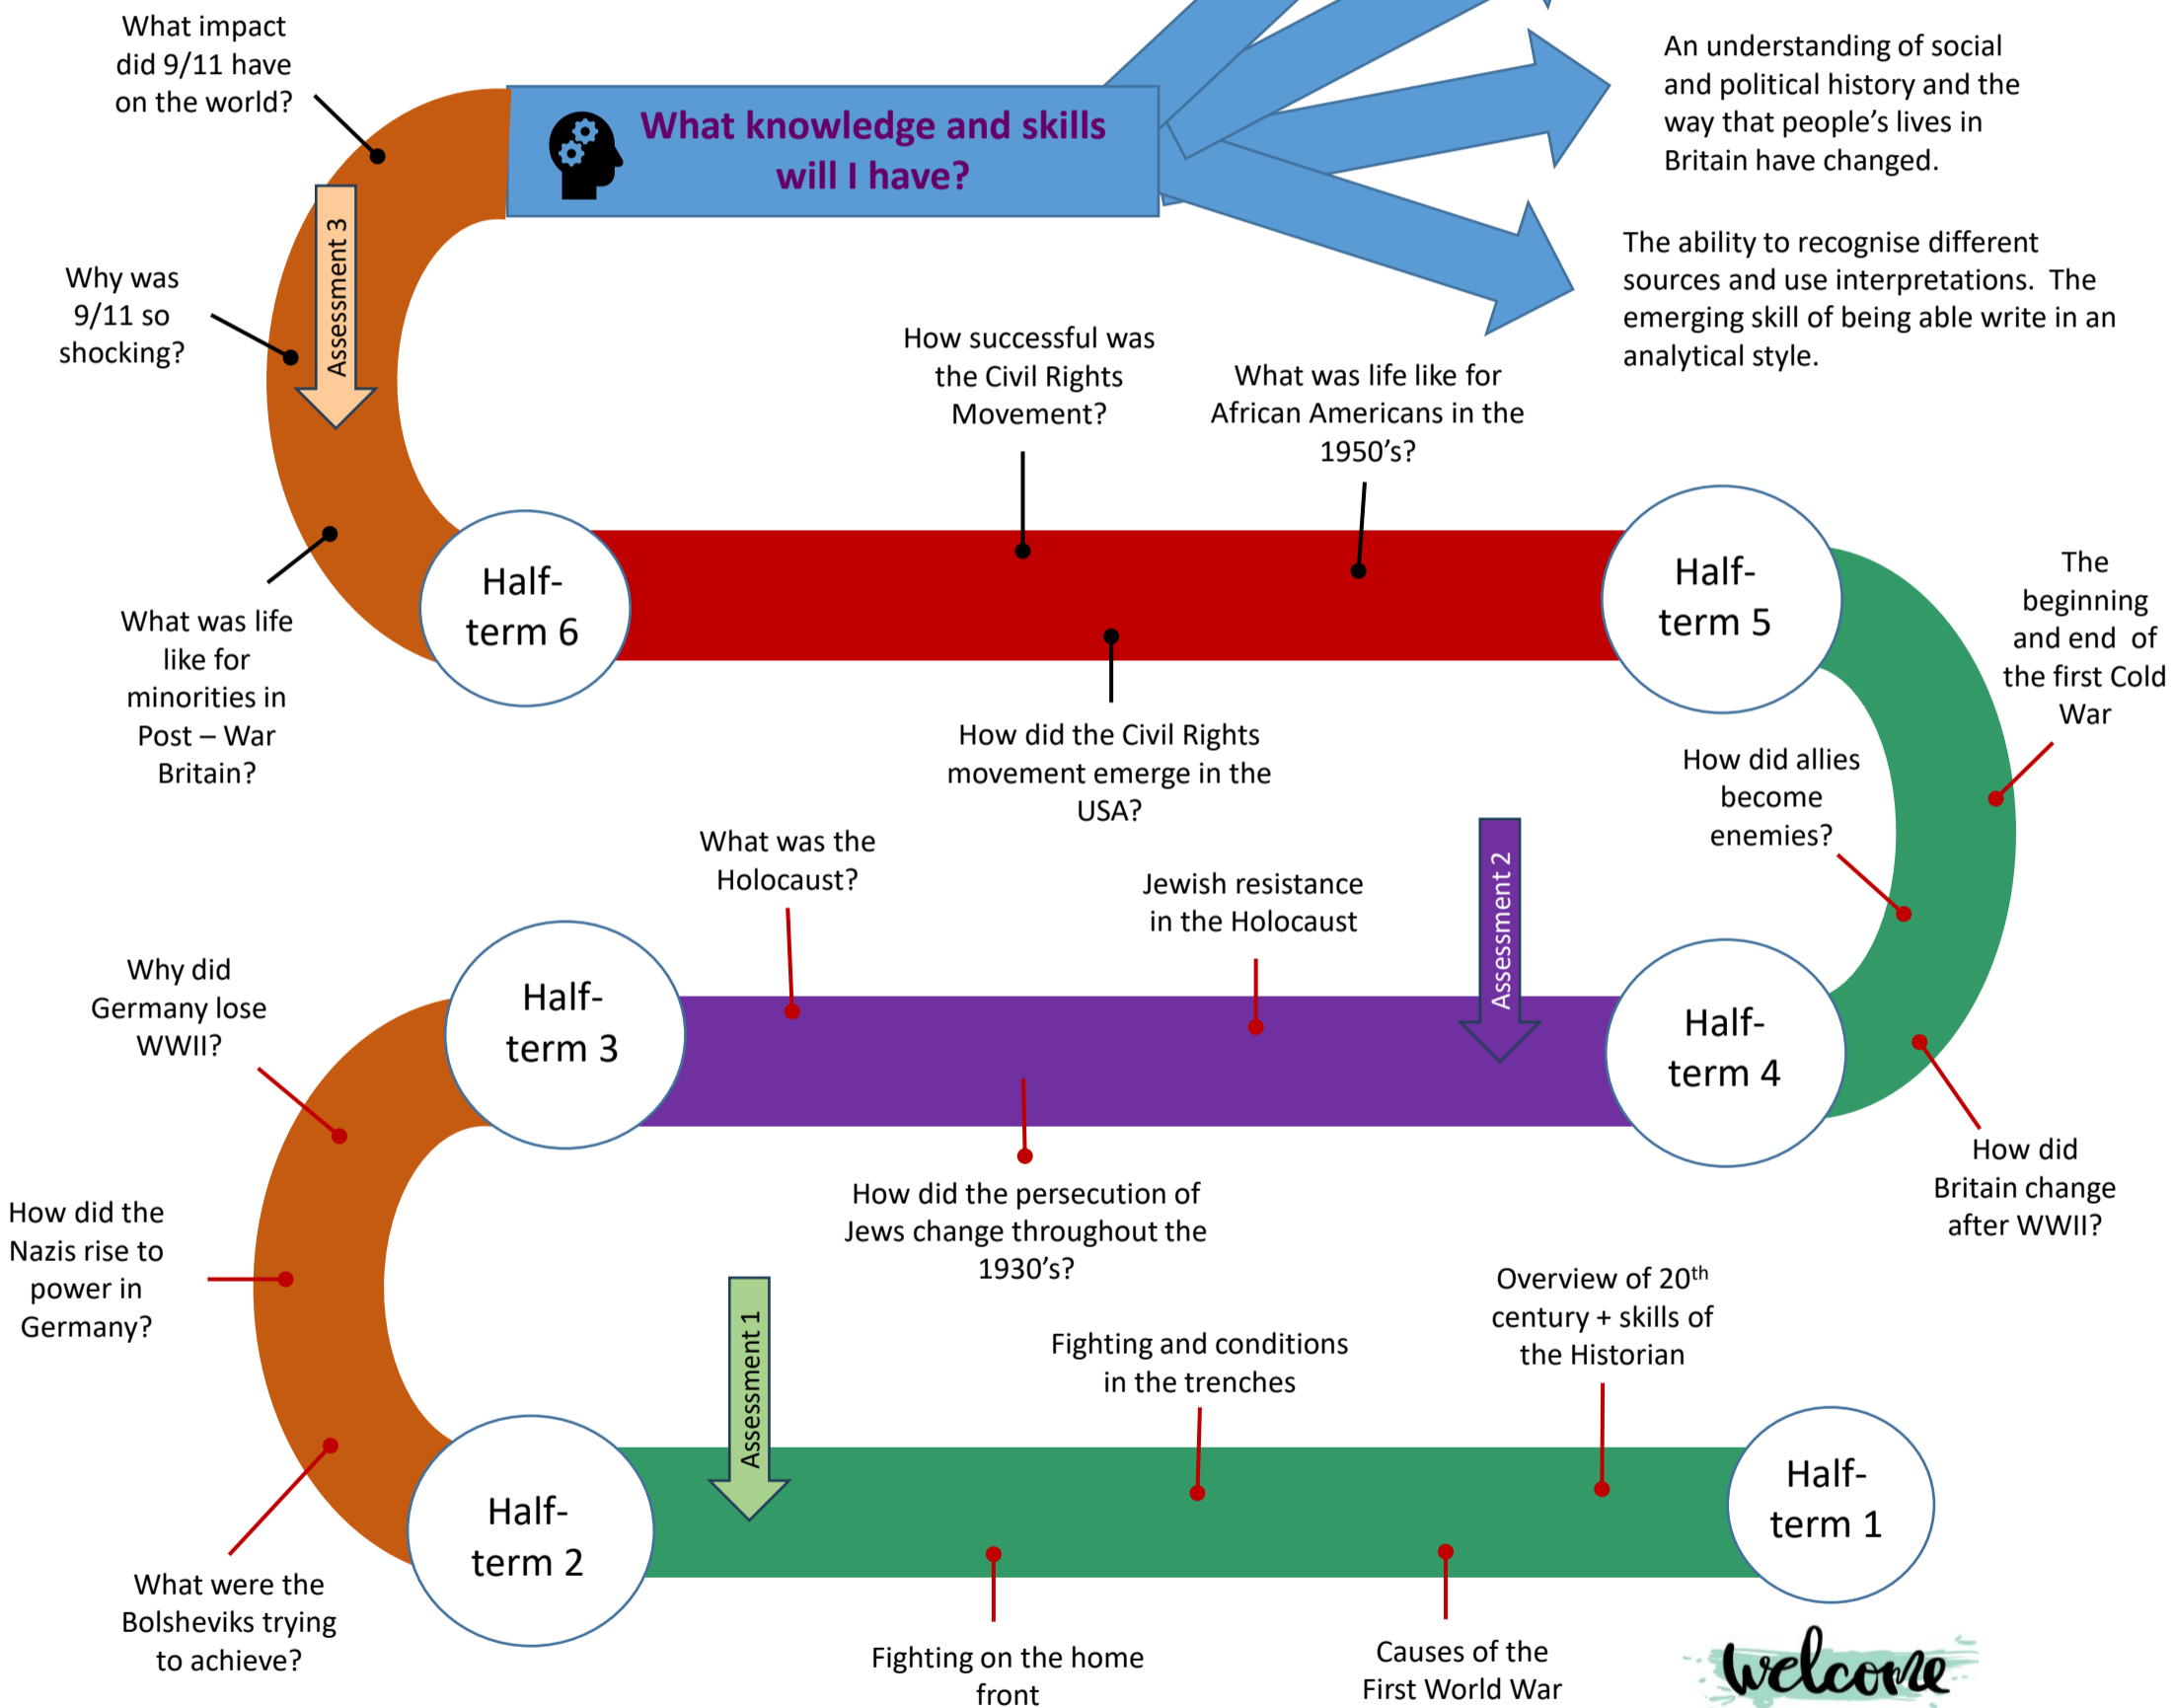 What impact
did 9/11 have
on the world?
What knowledge and skills
will I have?
An understanding of social
and political history and the
way that people's lives in
Britain have changed.
The ability to recognise different
sources and use interpretations.  The
emerging skill of being able write in an
analytical style.
Assessment 3
Why was
9/11 so
shocking?
How successful was
the Civil Rights
Movement?
What was life like for
African Americans in the
1950's?
Half-
term 6
Half-
term 5
What was life
like for
minorities in
Post – War
Britain?
How did the Civil Rights
movement emerge in the
USA?
The
beginning
and end  of
the first Cold
War
How did allies
become
enemies?
What was the
Holocaust?
Jewish resistance
in the Holocaust
Assessment 2
Why did
Germany lose
WWII?
Half-
term 3
Half-
term 4
How did the persecution of
Jews change throughout the
1930's?
How did
Britain change
after WWII?
How did the
Nazis rise to
power in
Germany?
Assessment 1
Fighting and conditions
in the trenches
Overview of 20th
century + skills of
the Historian
Half-
term 2
Half-
term 1
What were the
Bolsheviks trying
to achieve?
Fighting on the home
front
Causes of the
First World War
welcome